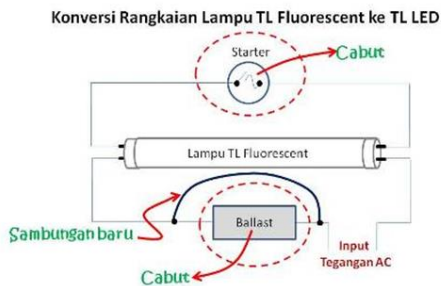 Konversi Rangkaian Lampu TL Fluorescent ke TL LED
Starter
Cabut
Lampu TL Fluorescent
Sambungan baru
Ballast
Input
Tegangan AC
Cabut